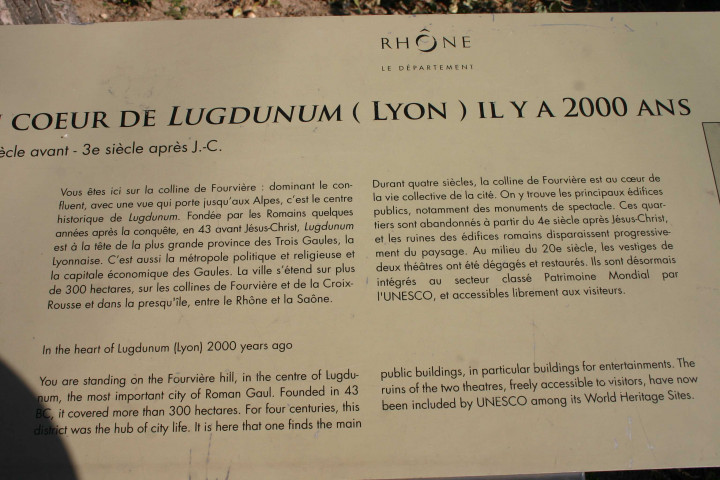 RHÔNE
LE DÉPARTEMENT
COEUR DE LUGDUNUM ( LYON ) IL Y A 2000 ANS
ècle avant - 3e siècle après J.-C.
Vous êtes ici sur la colline de Fourvière : dominant le con-
fluent, avec une vue qui porte jusqu'aux Alpes, c'est le centre
historique de Lugdunum. Fondée par les Romains quelques
années après la conquête, en 43 avant Jésus-Christ, Lugdunum
est à la tête de la plus grande province des Trois Gaules, la
Lyonnaise. C'est aussi la métropole politique et religieuse et
la capitale économique des Gaules. La ville s'étend sur plus
de 300 hectares, sur les collines de Fourvière et de la Croix-
Rousse et dans la presqu'île, entre le Rhône et la Saône.
Durant quatre siècles, la colline de Fourvière est au cœur de
la vie collective de la cité. On y trouve les principaux édifices
publics, notamment des monuments de spectacle. Ces quar-
tiers sont abandonnés à partir du 4e siècle après Jésus-Christ,
et les ruines des édifices romains disparaissent progressive-
ment du paysage. Au milieu du 20e siècle, les vestiges de
deux théâtres ont été dégagés et restaurés. Ils sont désormais
intégrés au secteur classé Patrimoine Mondial par
l'UNESCO, et accessibles librement aux visiteurs.
In the heart of Lugdunum (Lyon) 2000 years ago
You are standing on the Fourvière hill, in the centre of Lugdu-
num, the most important city of Roman Gaul. Founded in 43
BC, it covered more than 300 hectares. For four centuries, this
district was the hub of city life. It is here that one finds the main
public buildings, in particular buildings for entertainments. The
ruins of the two theatres, freely accessible to visitors, have now
been included by UNESCO among its World Heritage Sites.